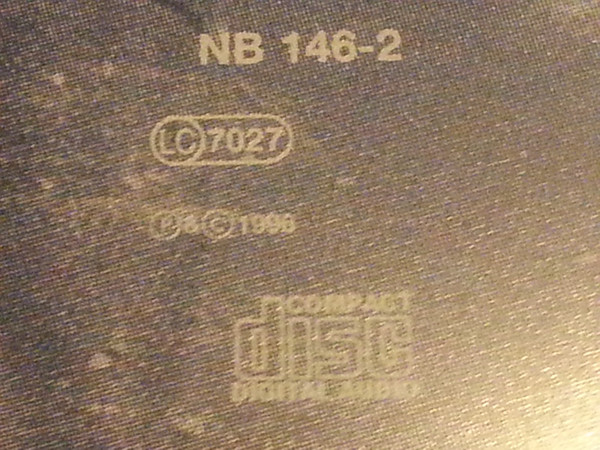 NB 146-2
LC 7027
℗ & © 1996
COMPACT
disc
DIGITAL AUDIO